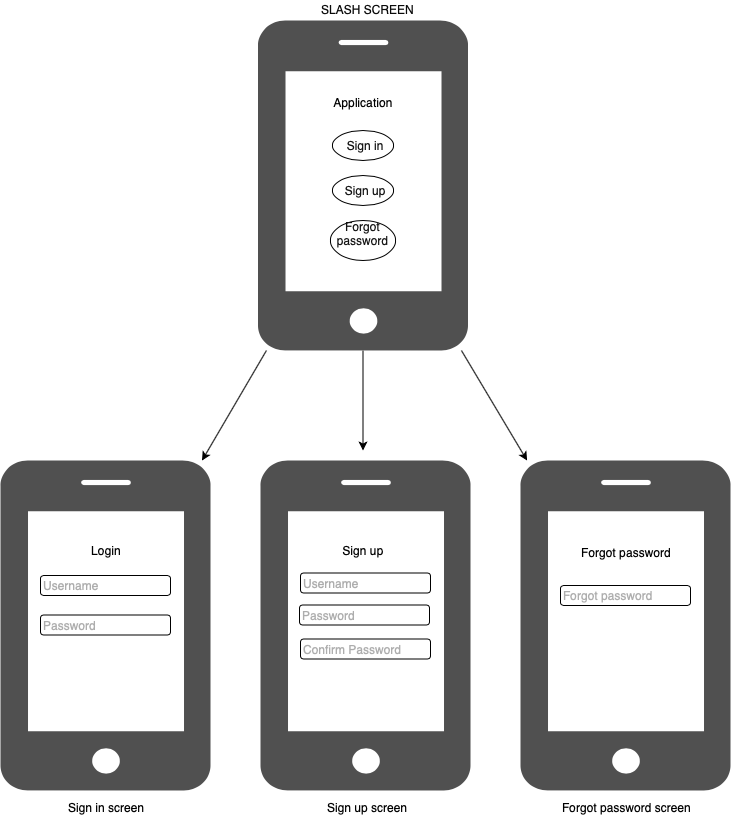 SLASH SCREEN
Application
Sign in
Sign up
Forgot
password
Login
Username
Password
Sign in screen
Sign up
Username
Password
Confirm Password
Sign up screen
Forgot password
Forgot password
Forgot password screen